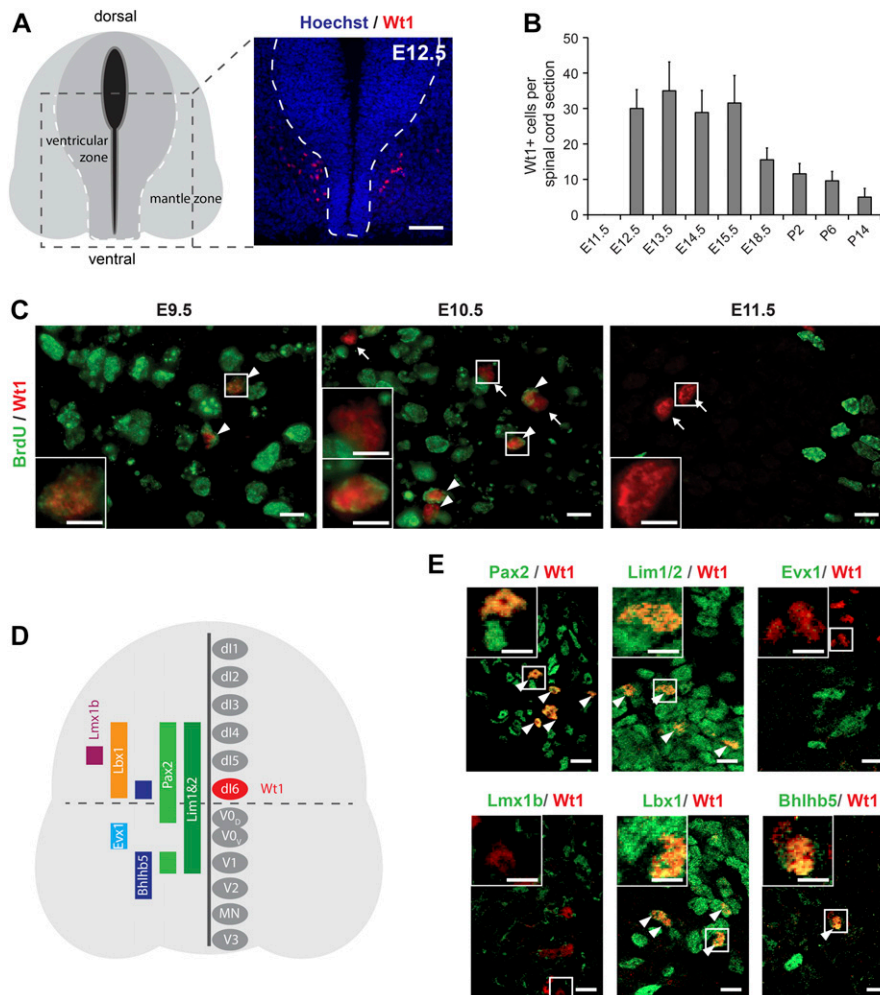 A
dorsal
ventricular
zone
mantle zone
ventral
Hoechst / Wt1
E12.5
B
Wt1+ cells per
spinal cord section
50
40
30
20
10
0
E11.5
E12.5
E13.5
E14.5
E15.5
E18.5
P2
P6
P14
C
BrdU / Wt1
E9.5
E10.5
E11.5
D
Lmx1b
Lbx1
Evx1
Bhlhb5
Pax2
Lim1&2
dI1
dI2
dI3
dI4
dI5
dI6
Wt1
V0D
V0V
V1
V2
MN
V3
E
Pax2 / Wt1
Lim1/2 / Wt1
Evx1/ Wt1
Lmx1b/ Wt1
Lbx1/ Wt1
Bhlhb5/ Wt1